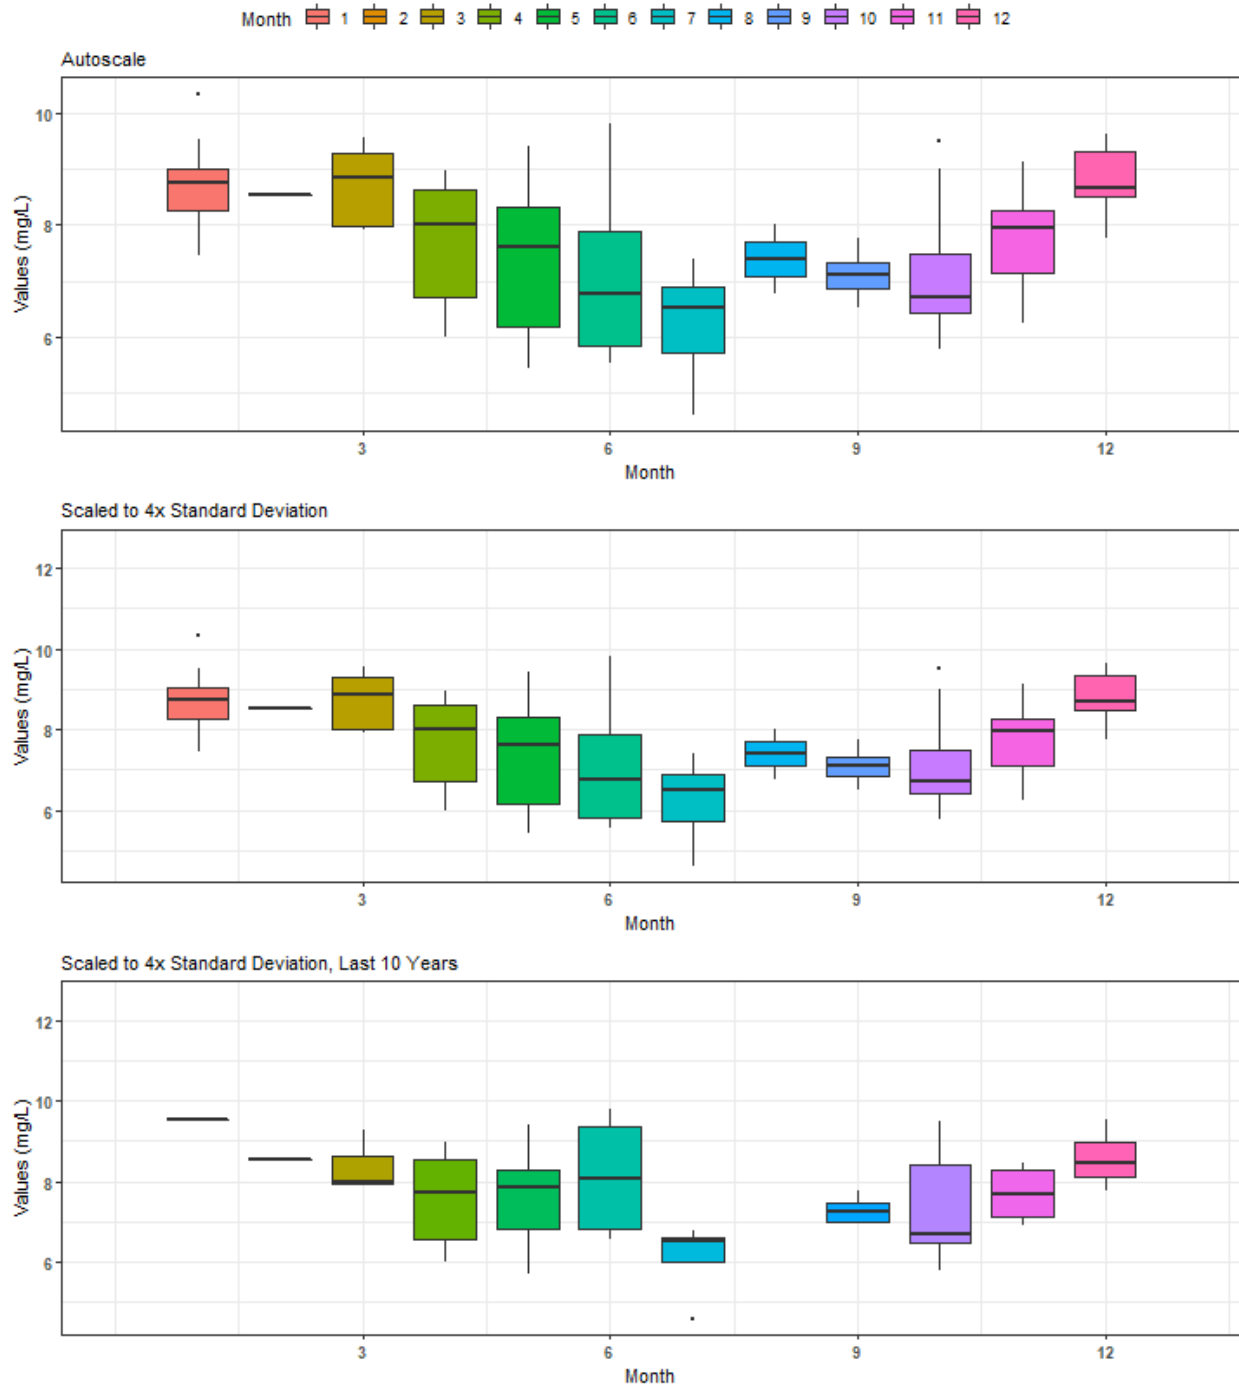 Month 1 2 3 4 5 6 7 8 9 10 11 12
Autoscale
Values (mg/L)
10
8
6
3 6 9 12
Month
Scaled to 4x Standard Deviation
Values (mg/L)
12
10
8
6
3 6 9 12
Month
Scaled to 4x Standard Deviation, Last 10 Years
Values (mg/L)
12
10
8
6
3 6 9 12
Month